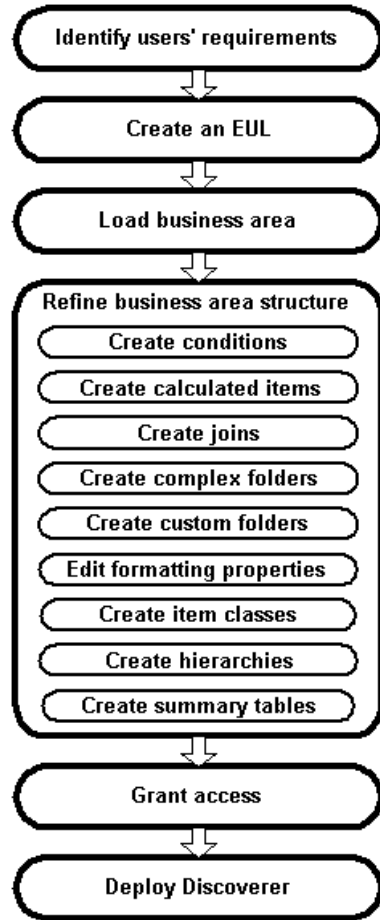 Identify users' requirements
Create an EUL
Load business area
Refine business area structure
Create conditions
Create calculated items
Create joins
Create complex folders
Create custom folders
Edit formatting properties
Create item classes
Create hierarchies
Create summary tables
Grant access
Deploy Discoverer